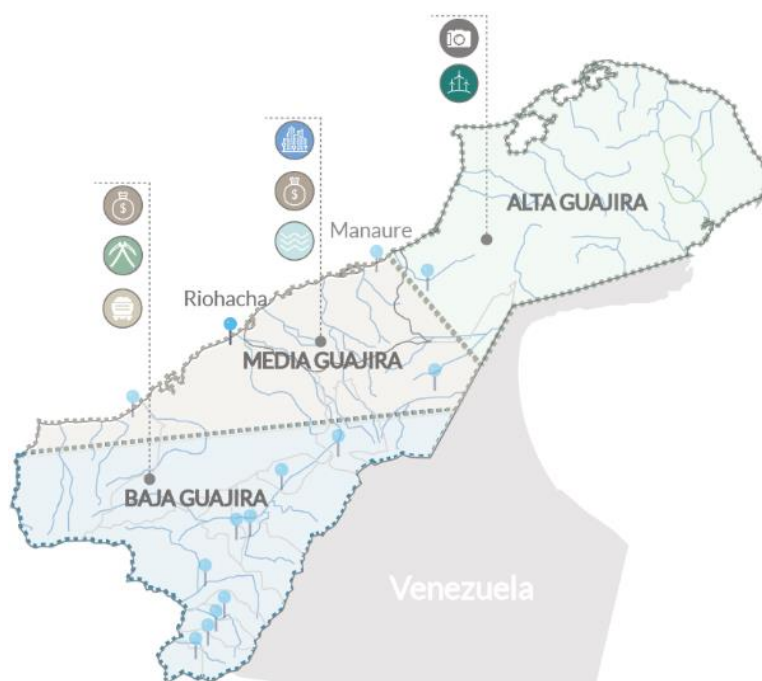 ALTA GUAJIRA
Manaure
Riohacha
MEDIA GUAJIRA
BAJA GUAJIRA
Venezuela
$
$